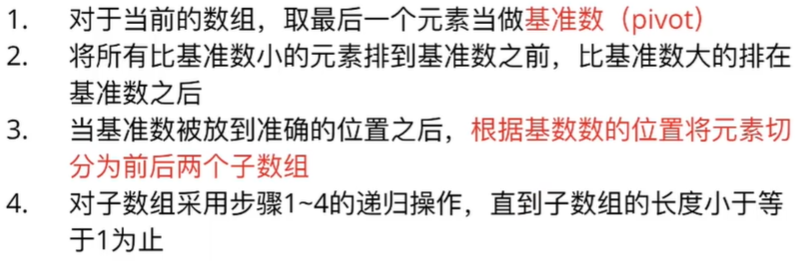 1. 对于当前的数组，取最后一个元素当做基准数（pivot）
2. 将所有比基准数小的元素排到基准数之前，比基准数大的排在
基准数之后
3. 当基准数被放到准确的位置之后，根据基数数的位置将元素切
分为前后两个子数组
4. 对子数组采用步骤1~4的递归操作，直到子数组的长度小于等
于1为止